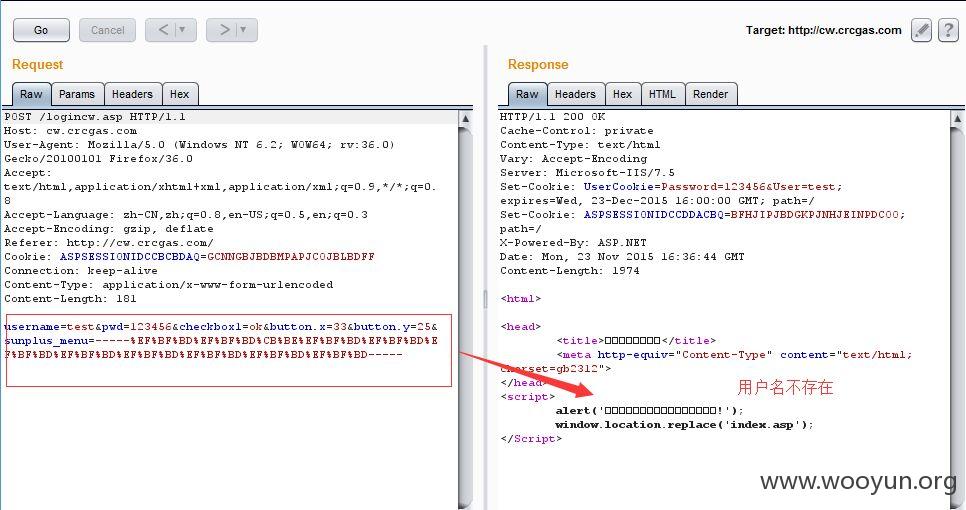 Go
Cancel
<
>
Target: http://cw.crcgas.com
?
Request
Raw
Params
Headers
Hex
POST /logincw.asp HTTP/1.1
Host: cw.crcgas.com
User-Agent: Mozilla/5.0 (Windows NT 6.2; WOW64; rv:36.0)
Gecko/20100101 Firefox/36.0
Accept:
text/html,application/xhtml+xml,application/xml;q=0.9,*/*;q=0.
8
Accept-Language: zh-CN,zh;q=0.8,en-US;q=0.5,en;q=0.3
Accept-Encoding: gzip, deflate
Referer: http://cw.crcgas.com/
Cookie: ASPSESSIONIDCCBCBDAQ=GCNNGBJBDBMPAPJCOJBLBDFF
Connection: keep-alive
Content-Type: application/x-www-form-urlencoded
Content-Length: 181
username=test&pwd=123456&checkbox1=ok&button.x=33&button.y=25&
sunplus_menu=-----%EF%BF%BD%EF%BF%BD%CB%BE%EF%BF%BD%EF%BF%BD%E
F%BF%BD%EF%BF%BD%EF%BF%BD%EF%BF%BD%EF%BF%BD%EF%BF%BD-----
Response
Raw
Headers
Hex
HTML
Render
HTTP/1.1 200 OK
Cache-Control: private
Content-Type: text/html
Vary: Accept-Encoding
Server: Microsoft-IIS/7.5
Set-Cookie: UserCookie=Password=123456&User=test;
expires=Wed, 23-Dec-2015 16:00:00 GMT; path=/
Set-Cookie: ASPSESSIONIDCCDDACBQ=BFHJIPJBDGKPJNHJEINPDCOO;
path=/
X-Powered-By: ASP.NET
Date: Mon, 23 Nov 2015 16:36:44 GMT
Content-Length: 1974
<html>
<head>
<title>□□□□□□□□□</title>
<meta http-equiv="Content-Type" content="text/html;
charset=gb2312">
</head>
用户名不存在
<script>
alert('□□□□□□□□□□□□□□□□!');
window.location.replace('index.asp');
</Script>
www.wooyun.org